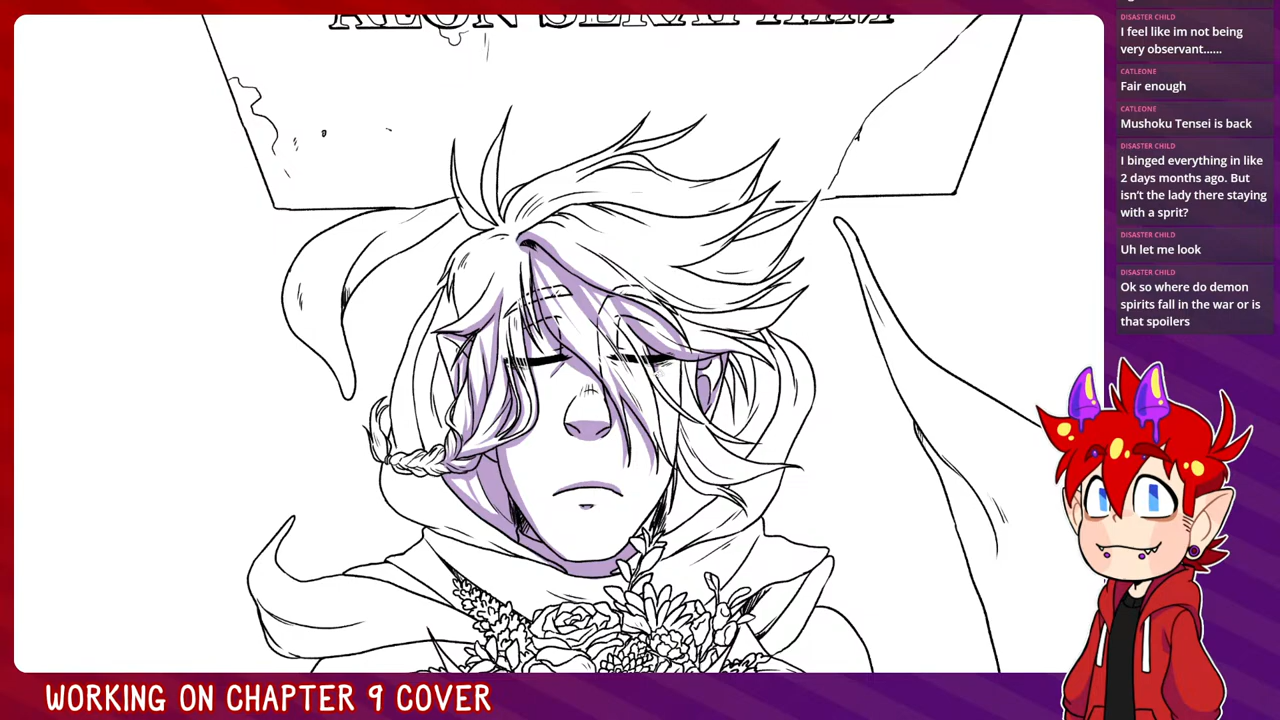 AEON SERAPHIM
DISASTER CHILD
I feel like im not being
very observant......
CATLEONE
Fair enough
CATLEONE
Mushoku Tensei is back
DISASTER CHILD
I binged everything in like
2 days months ago. But
isn't the lady there staying
with a sprit?
DISASTER CHILD
Uh let me look
DISASTER CHILD
Ok so where do demon
spirits fall in the war or is
that spoilers
WORKING ON CHAPTER 9 COVER